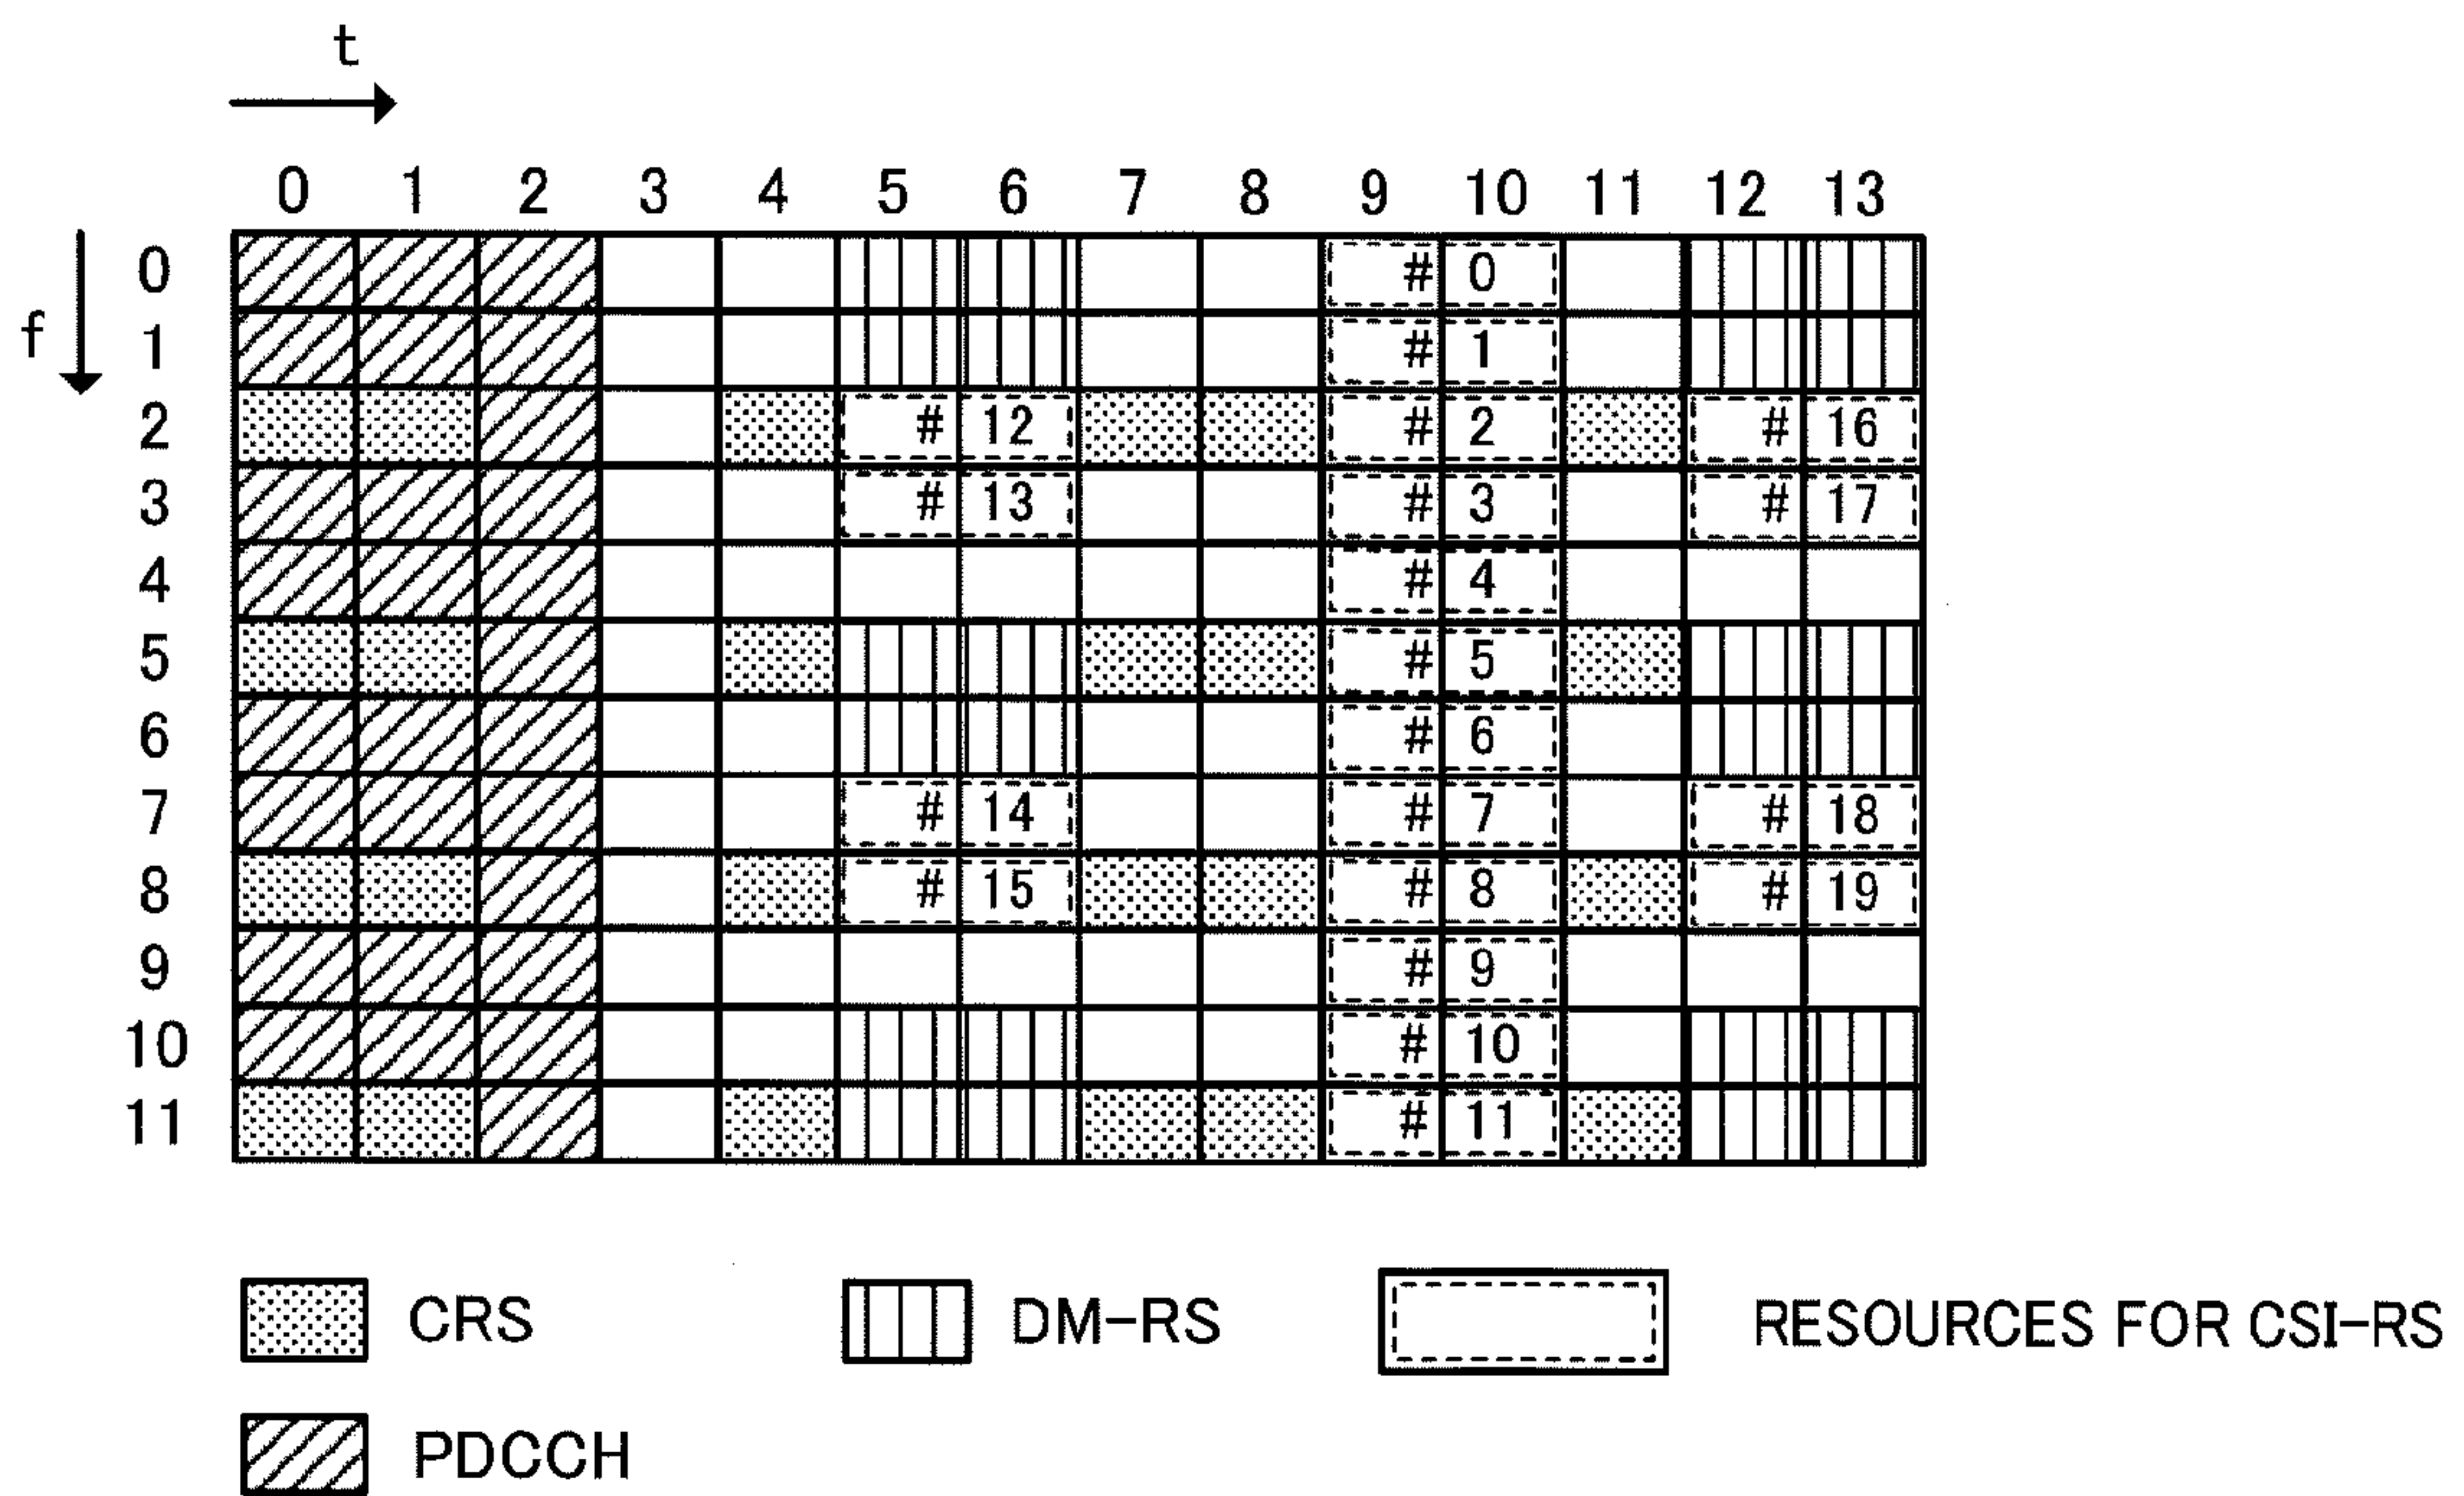 t
0 1 2 3 4 5 6 7 8 9 10 11 12 13
f
0 # 0
1 # 1
2 # 12 # 2 # 16
3 # 13 # 3 # 17
4 # 4
5 # 5
6 # 6
7 # 14 # 7 # 18
8 # 15 # 8 # 19
9 # 9
10 # 10
11 # 11
CRS DM-RS RESOURCES FOR CSI-RS
PDCCH